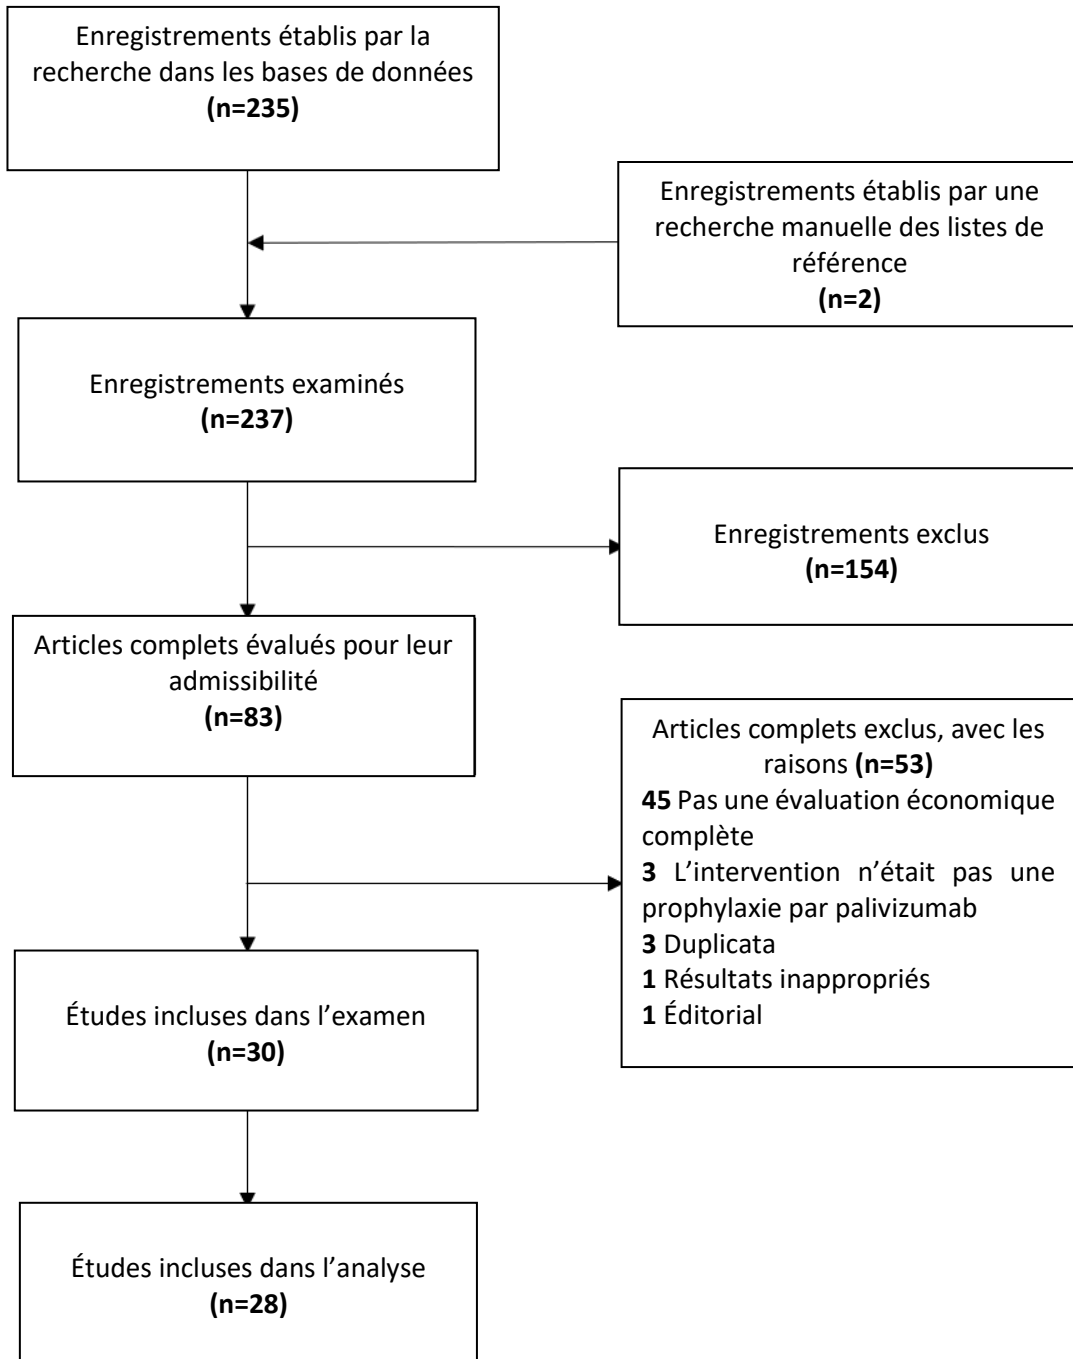 Enregistrements établis par la
recherche dans les bases de données
(n=235)
Enregistrements établis par une
recherche manuelle des listes de
référence
(n=2)
Enregistrements examinés
(n=237)
Enregistrements exclus
(n=154)
Articles complets évalués pour leur
admissibilité
(n=83)
Articles complets exclus, avec les
raisons (n=53)
45 Pas une évaluation économique
complète
3 L’intervention n’était pas une
prophylaxie par palivizumab
3 Duplicata
1 Résultats inappropriés
1 Éditorial
Études incluses dans l’examen
(n=30)
Études incluses dans l’analyse
(n=28)